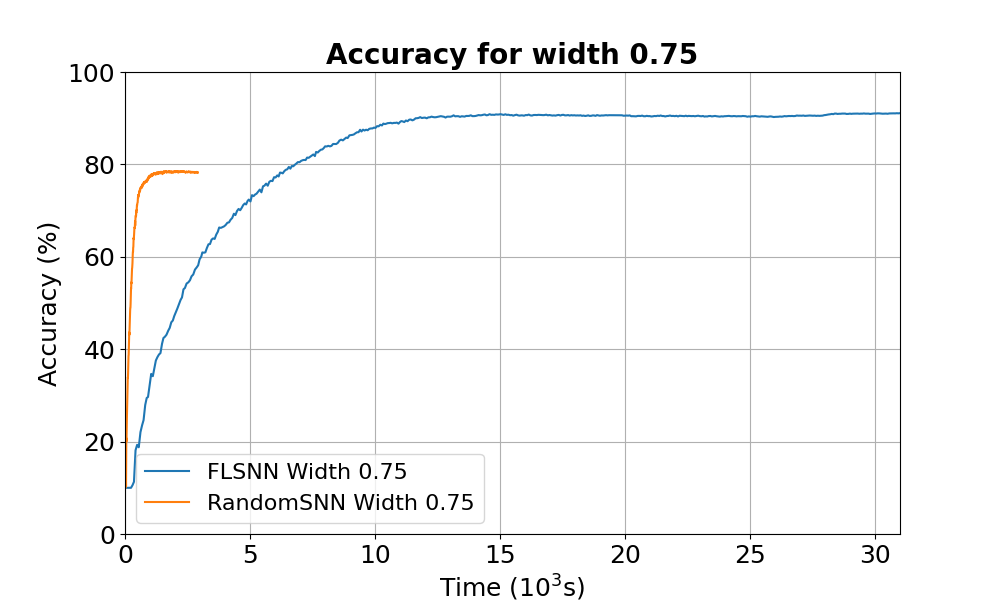 Accuracy for width 0.75
Accuracy (%)
100
80
60
40
20
0
FLSNN Width 0.75
RandomSNN Width 0.75
0 5 10 15 20 25 30
Time (10³s)